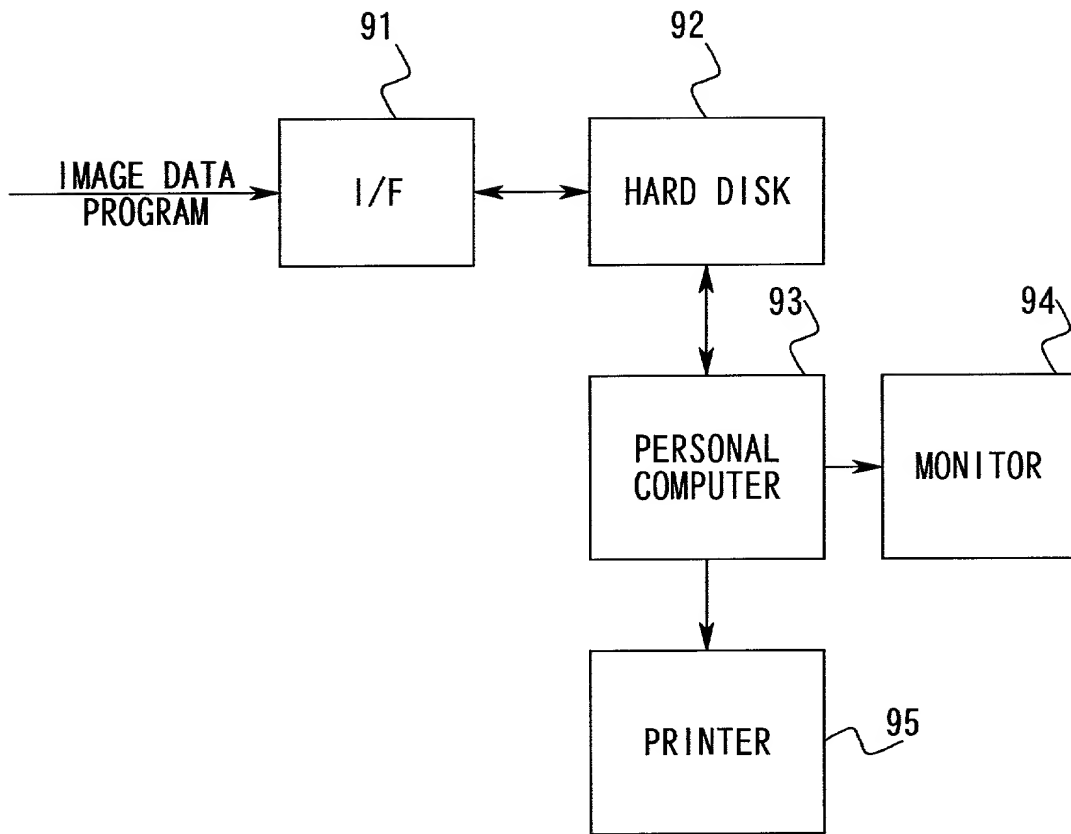 91
92
IMAGE DATA
PROGRAM
I/F
HARD DISK
93
94
PERSONAL
COMPUTER
MONITOR
PRINTER
95